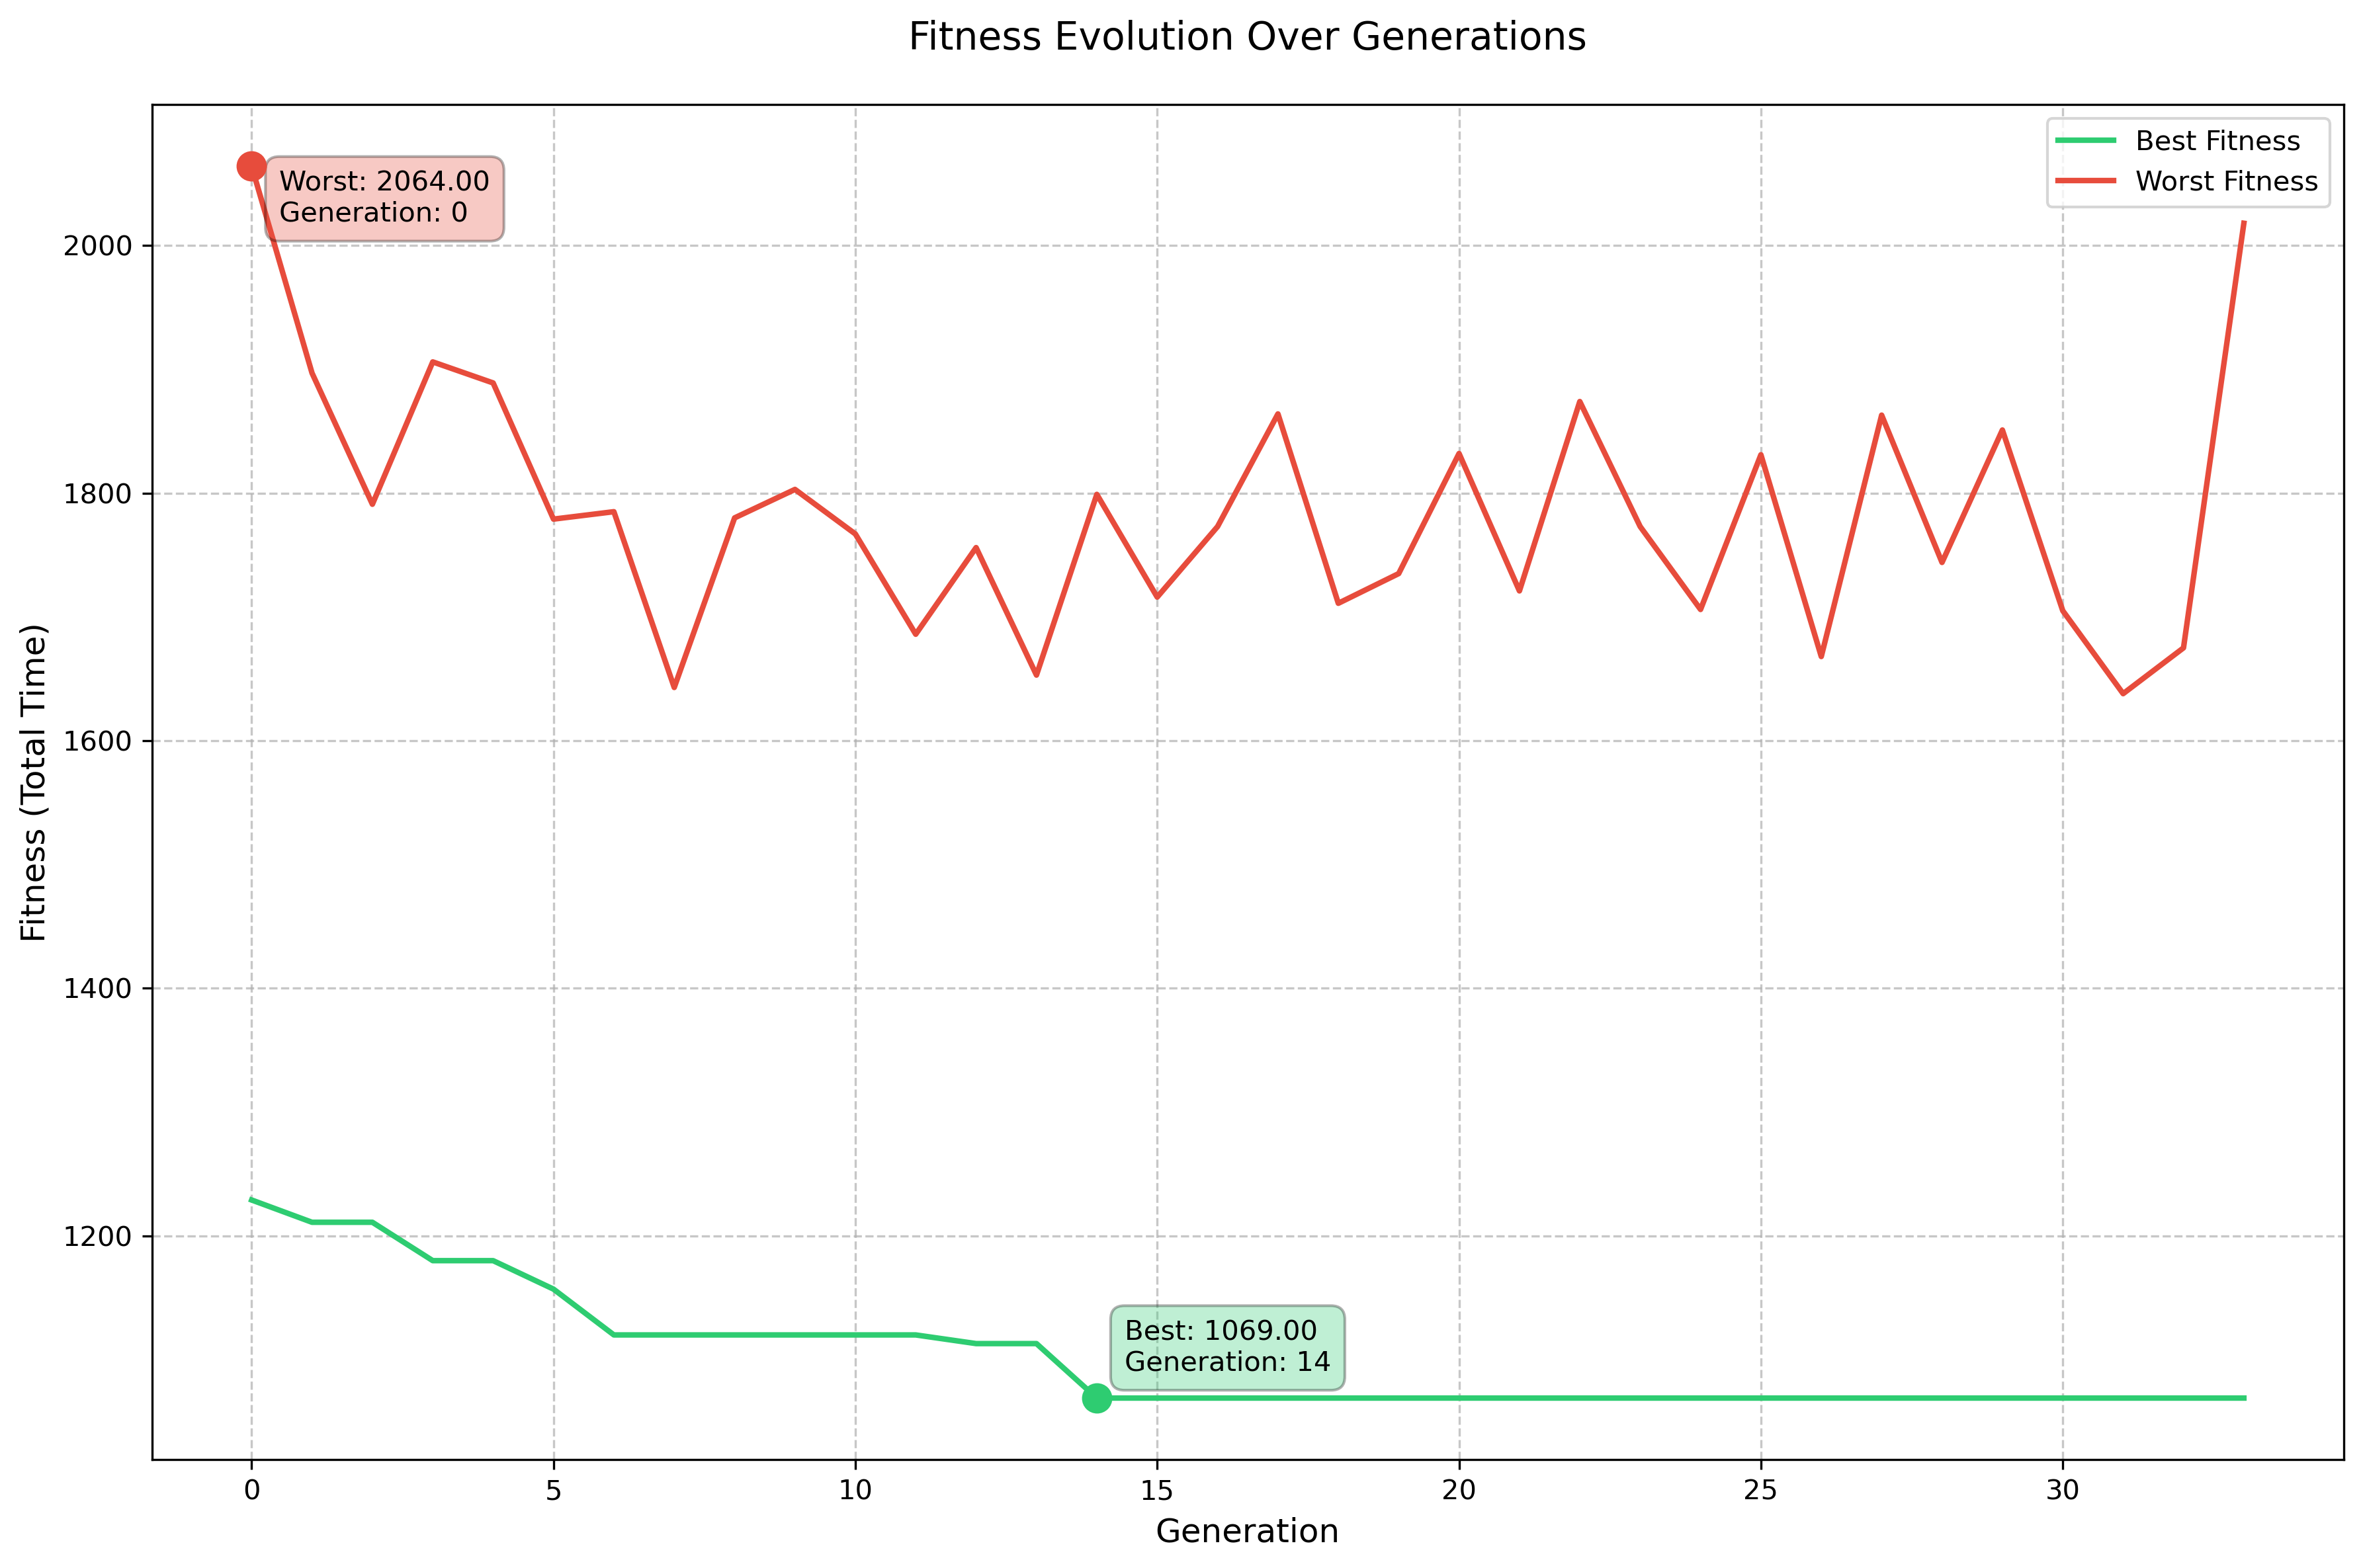 Fitness Evolution Over Generations
Best Fitness
Worst Fitness
Worst: 2064.00
Generation: 0
2000
1800
1600
1400
1200
Fitness (Total Time)
Best: 1069.00
Generation: 14
0 5 10 15 20 25 30
Generation